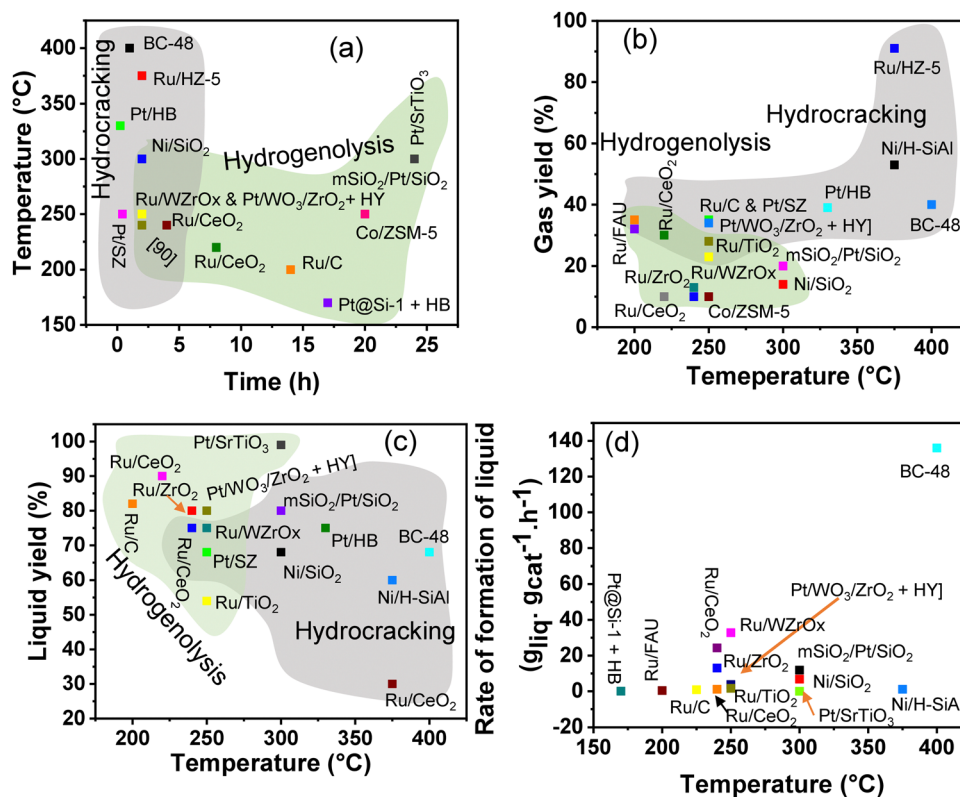 (a)
Temperature (°C)
400
350
300
250
200
150
0
5
10
15
20
25
Time (h)
Hydrocracking
BC-48
Ru/HZ-5
Pt/HB
Ni/SiO₂
Hydrogenolysis
Pt/SrTiO₃
mSiO₂/Pt/SiO₂
Ru/WZrOx & Pt/WO₃/ZrO₂+ HY
Ru/CeO₂
Pt/SZ
[90]
Co/ZSM-5
Ru/CeO₂
Ru/C
Pt@Si-1 + HB
(b)
Gas yield (%)
100
80
60
40
20
0
200
250
300
350
400
Temeperature (°C)
Ru/HZ-5
Hydrocracking
Hydrogenolysis
Ni/H-SiAl
Ru/CeO₂
Ru/FAU
Pt/HB
Ru/C & Pt/SZ
BC-48
Pt/WO₃/ZrO₂ + HY]
Ru/TiO₂
mSiO₂/Pt/SiO₂
Ru/ZrO₂
Ru/WZrOx
Ni/SiO₂
Ru/CeO₂
Co/ZSM-5
(c)
Liquid yield (%)
100
90
80
70
60
50
40
30
20
200
250
300
350
400
Temperature (°C)
Pt/SrTiO₃
Ru/CeO₂
Ru/ZrO₂
Pt/WO₃/ZrO₂ + HY]
mSiO₂/Pt/SiO₂
Ru/C
Ru/WZrOx
Pt/HB
BC-48
Ru/CeO₂
Pt/SZ
Ni/SiO₂
Ni/H-SiAl
Ru/TiO₂
Hydrogenolysis
Hydrocracking
Ru/CeO₂
(d)
Rate of formation of liquid
(gliq· gcat⁻¹.h⁻¹)
140
120
100
80
60
40
20
0
-20
150
200
250
300
350
400
Temperature (°C)
BC-48
Pt@Si-1 + HB
Ru/FAU
Ru/CeO₂
Pt/WO₃/ZrO₂ + HY]
Ru/WZrOx
mSiO₂/Pt/SiO₂
Ru/ZrO₂
Ni/SiO₂
Ru/C
Ru/TiO₂
Ru/CeO₂
Pt/SrTiO₃
Ni/H-SiA